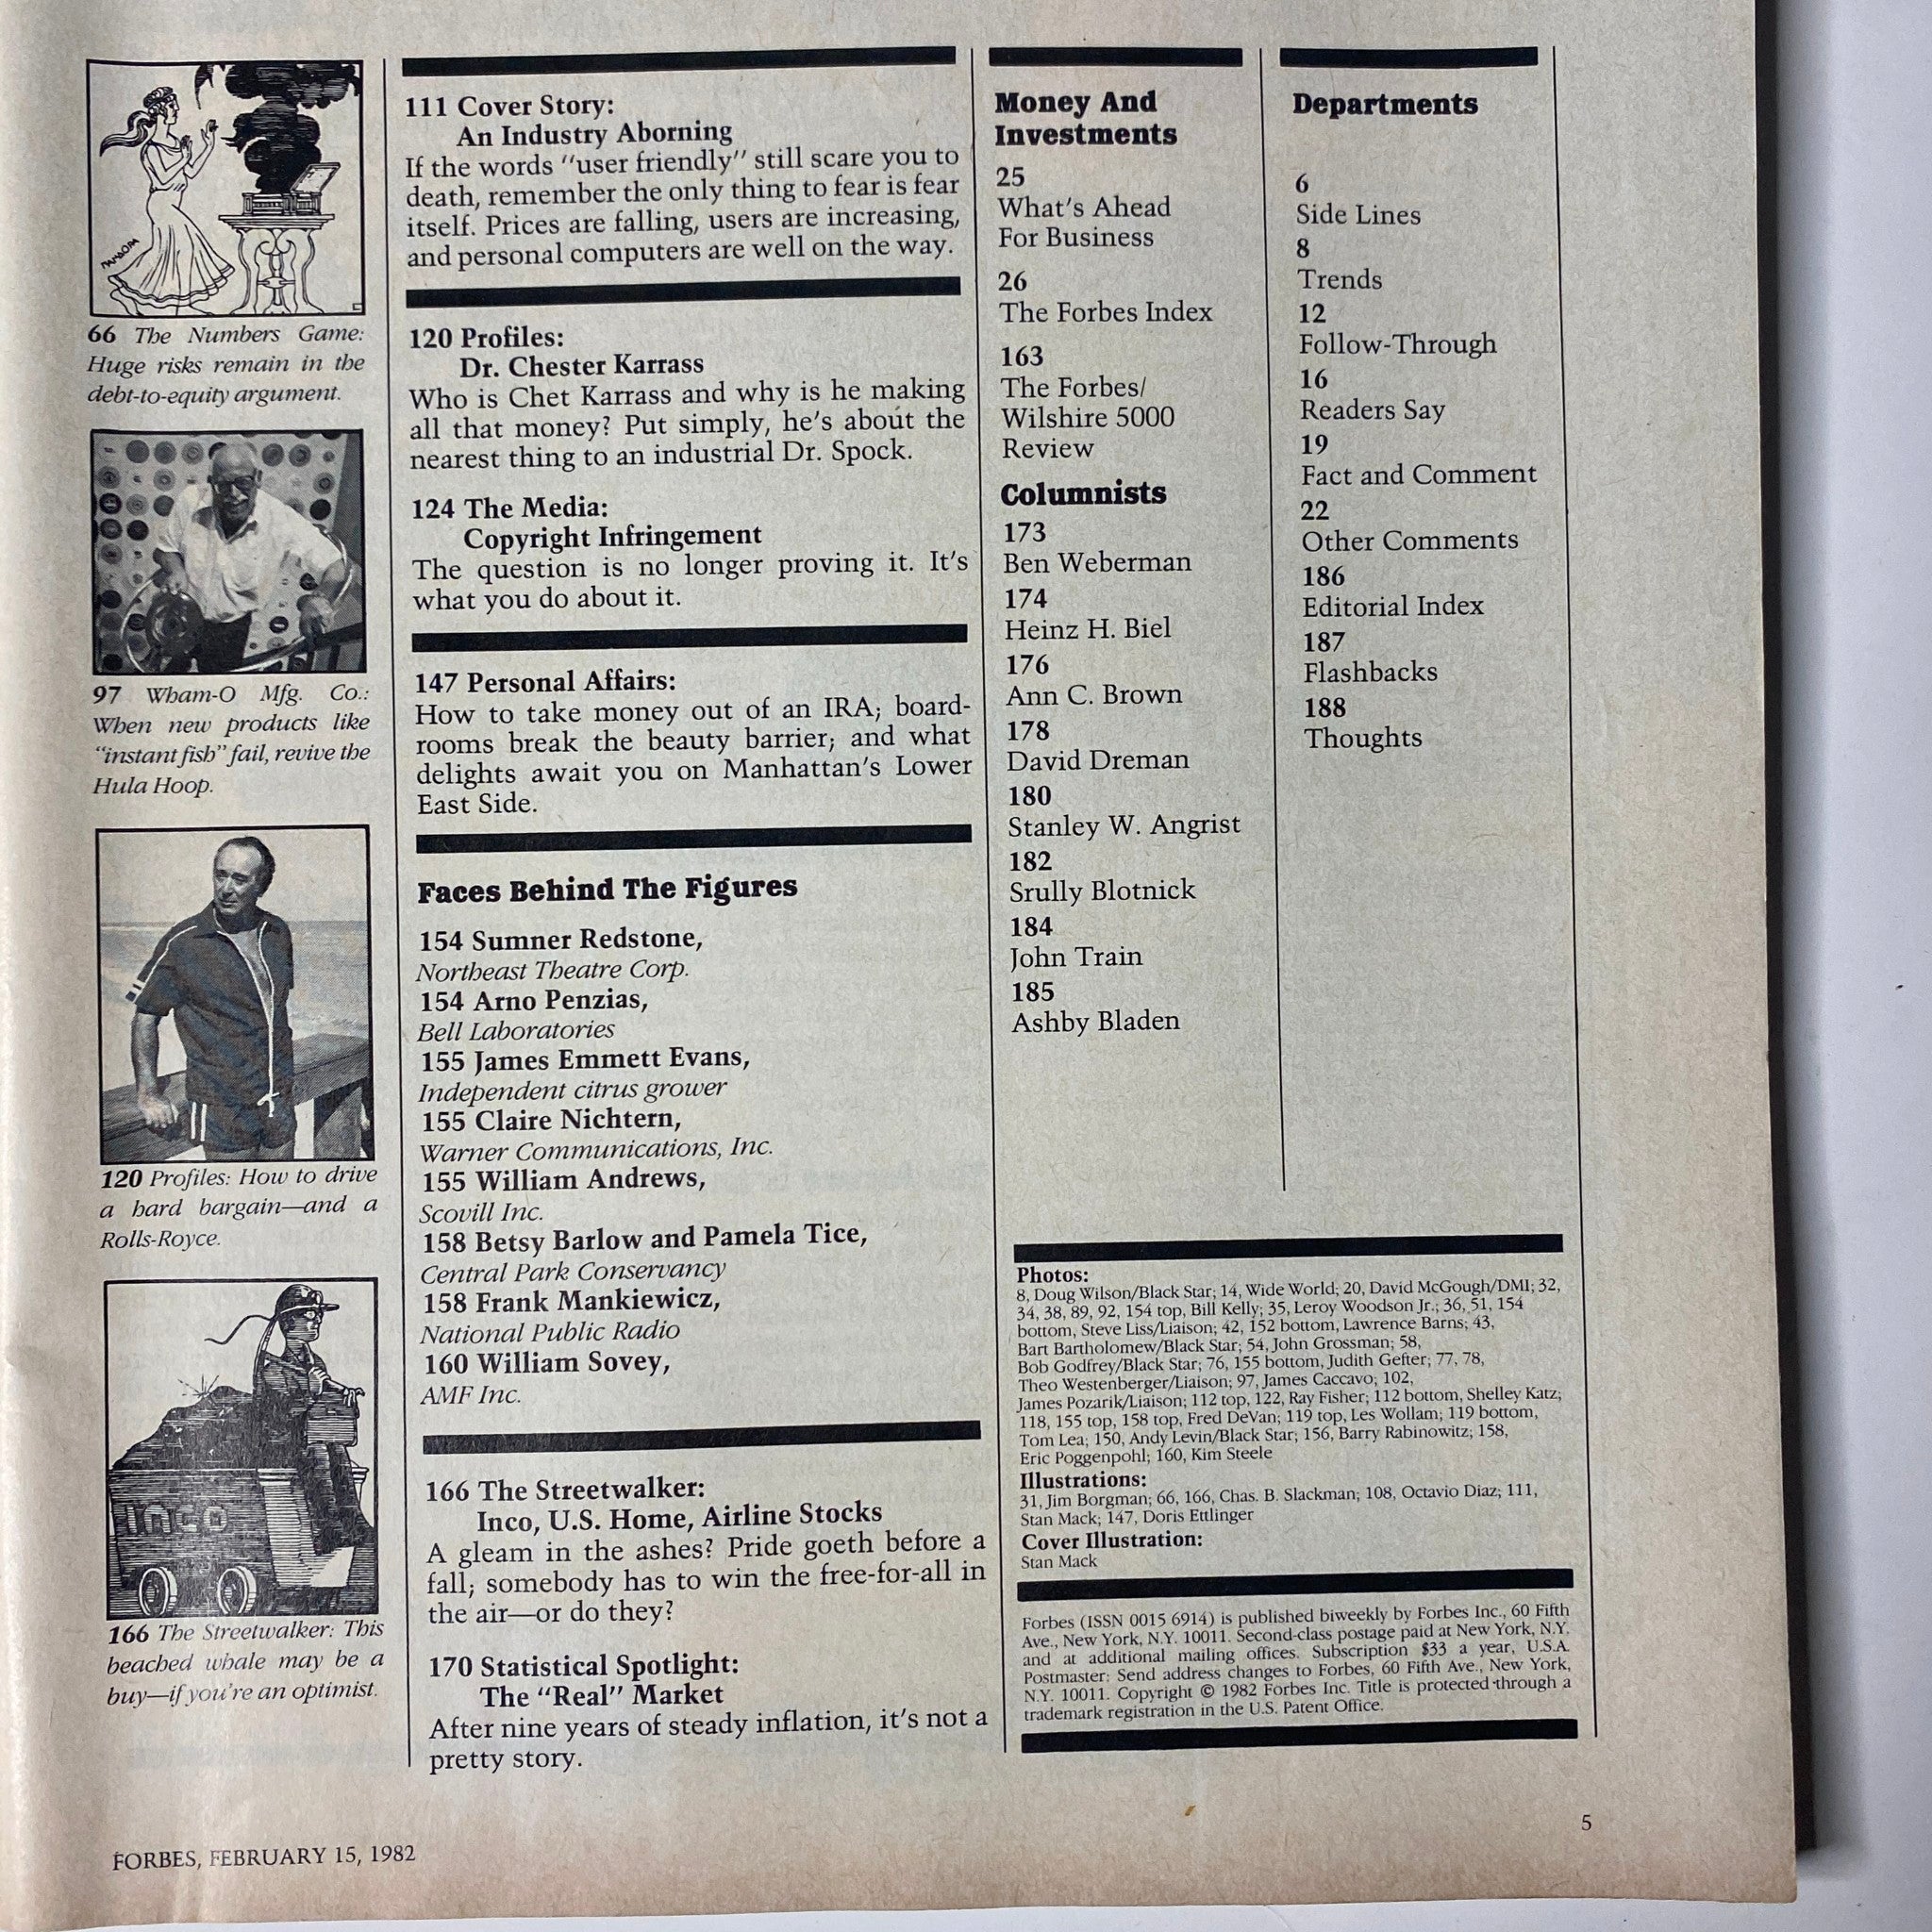 66 The Numbers Game:
Huge risks remain in the
debt-to-equity argument.
97 Wham-O Mfg. Co.:
When new products like
"instant fish" fail, revive the
Hula Hoop.
120 Profiles: How to drive
a hard bargain—and a
Rolls-Royce.
INCO
166 The Streetwalker: This
beached whale may be a
buy—if you're an optimist.
111 Cover Story:
An Industry Aborning
If the words "user friendly" still scare you to
death, remember the only thing to fear is fear
itself. Prices are falling, users are increasing,
and personal computers are well on the way.
120 Profiles:
Dr. Chester Karrass
Who is Chet Karrass and why is he making
all that money? Put simply, he's about the
nearest thing to an industrial Dr. Spock.
124 The Media:
Copyright Infringement
The question is no longer proving it. It's
what you do about it.
147 Personal Affairs:
How to take money out of an IRA; board-
rooms break the beauty barrier; and what
delights await you on Manhattan's Lower
East Side.
Faces Behind The Figures
154 Sumner Redstone,
Northeast Theatre Corp.
154 Arno Penzias,
Bell Laboratories
155 James Emmett Evans,
Independent citrus grower
155 Claire Nichtern,
Warner Communications, Inc.
155 William Andrews,
Scovill Inc.
158 Betsy Barlow and Pamela Tice,
Central Park Conservancy
158 Frank Mankiewicz,
National Public Radio
160 William Sovey,
AMF Inc.
166 The Streetwalker:
Inco, U.S. Home, Airline Stocks
A gleam in the ashes? Pride goeth before a
fall; somebody has to win the free-for-all in
the air—or do they?
170 Statistical Spotlight:
The "Real" Market
After nine years of steady inflation, it's not a
pretty story.
Money And
Investments
25
What's Ahead
For Business
26
The Forbes Index
163
The Forbes/
Wilshire 5000
Review
Columnists
173
Ben Weberman
174
Heinz H. Biel
176
Ann C. Brown
178
David Dreman
180
Stanley W. Angrist
182
Srully Blotnick
184
John Train
185
Ashby Bladen
Departments
6
Side Lines
8
Trends
12
Follow-Through
16
Readers Say
19
Fact and Comment
22
Other Comments
186
Editorial Index
187
Flashbacks
188
Thoughts
Photos:
8, Doug Wilson/Black Star; 14, Wide World; 20, David McGough/DMI; 32,
34, 38, 89, 92, 154 top, Bill Kelly; 35, Leroy Woodson Jr.; 36, 51, 154
bottom, Steve Liss/Liaison; 42, 152 bottom, Lawrence Barns; 43,
Bart Bartholomew/Black Star; 54, John Grossman; 58,
Bob Godfrey/Black Star; 76, 155 bottom, Judith Gefter; 77, 78,
Theo Westenberger/Liaison; 97, James Caccavo; 102,
James Pozarik/Liaison; 112 top, 122, Ray Fisher; 112 bottom, Shelley Katz;
118, 155 top, 158 top, Fred DeVan; 119 top, Les Wollam; 119 bottom,
Tom Lea; 150, Andy Levin/Black Star; 156, Barry Rabinowitz; 158,
Eric Poggenpohl; 160, Kim Steele
Illustrations:
31, Jim Borgman; 66, 166, Chas. B. Slackman; 108, Octavio Diaz; 111,
Stan Mack; 147, Doris Ettlinger
Cover Illustration:
Stan Mack
Forbes (ISSN 0015 6914) is published biweekly by Forbes Inc., 60 Fifth
Ave., New York, N.Y. 10011. Second-class postage paid at New York, N.Y.
and at additional mailing offices. Subscription $33 a year, U.S.A.
Postmaster: Send address changes to Forbes, 60 Fifth Ave., New York,
N.Y. 10011. Copyright © 1982 Forbes Inc. Title is protected through a
trademark registration in the U.S. Patent Office.
FORBES, FEBRUARY 15, 1982
5